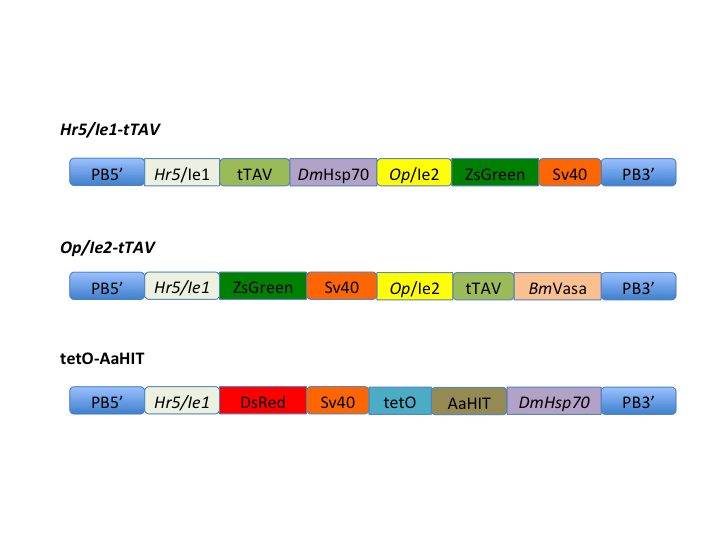 Hr5/Ie1-tTAV
PB5’ Hr5/Ie1 tTAV DmHsp70 Op/Ie2 ZsGreen Sv40 PB3’
Op/Ie2-tTAV
PB5’ Hr5/Ie1 ZsGreen Sv40 Op/Ie2 tTAV BmVasa PB3’
tetO-AaHIT
PB5’ Hr5/Ie1 DsRed Sv40 tetO AaHIT DmHsp70 PB3’